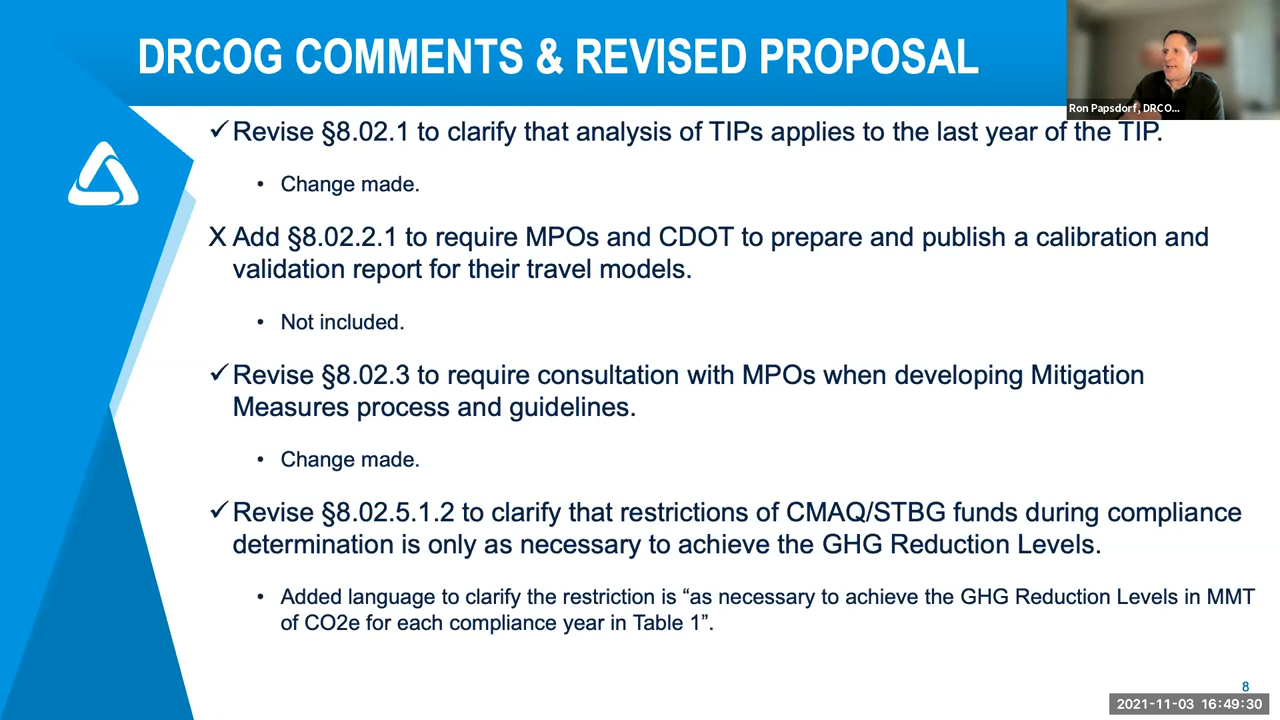 DRCOG COMMENTS & REVISED PROPOSAL
Ron Papsdorf, DRCO...
✓ Revise §8.02.1 to clarify that analysis of TIPs applies to the last year of the TIP.
• Change made.
X Add §8.02.2.1 to require MPOs and CDOT to prepare and publish a calibration and
validation report for their travel models.
• Not included.
✓ Revise §8.02.3 to require consultation with MPOs when developing Mitigation
Measures process and guidelines.
• Change made.
✓ Revise §8.02.5.1.2 to clarify that restrictions of CMAQ/STBG funds during compliance
determination is only as necessary to achieve the GHG Reduction Levels.
• Added language to clarify the restriction is “as necessary to achieve the GHG Reduction Levels in MMT
of CO2e for each compliance year in Table 1”.
8
2021-11-03 16:49:30